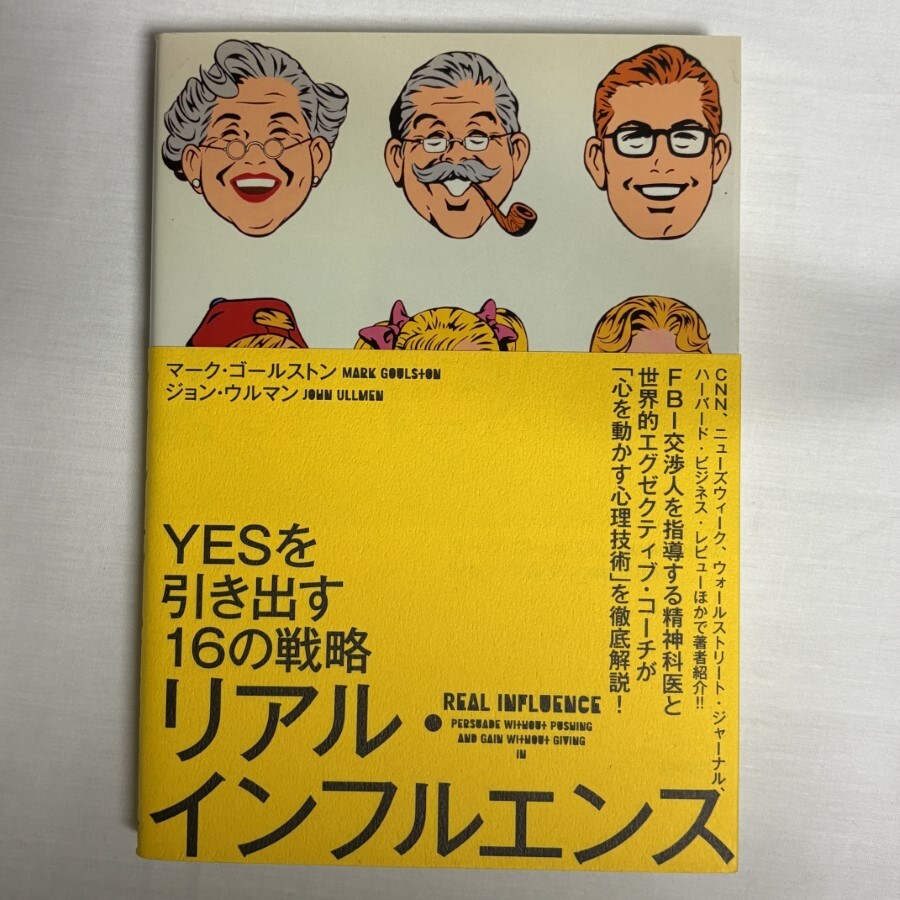 マーク・ゴールストン MARK GOULSTON
ジョン・ウルマン JOHN ULLMEN
CNN、ニューズウィーク、ウォールストリート・ジャーナル、
ハーバード・ビジネス・レビューほかで著者紹介!!
FBI交渉人を指導する精神科医と
世界的エグゼクティブ・コーチが
「心を動かす心理技術」を徹底解説！
YESを
引き出す
16の戦略
リアル・
インフルエンス
REAL INFLUENCE
PERSUADE WITHOUT PUSHING
AND GAIN WITHOUT GIVING
IN